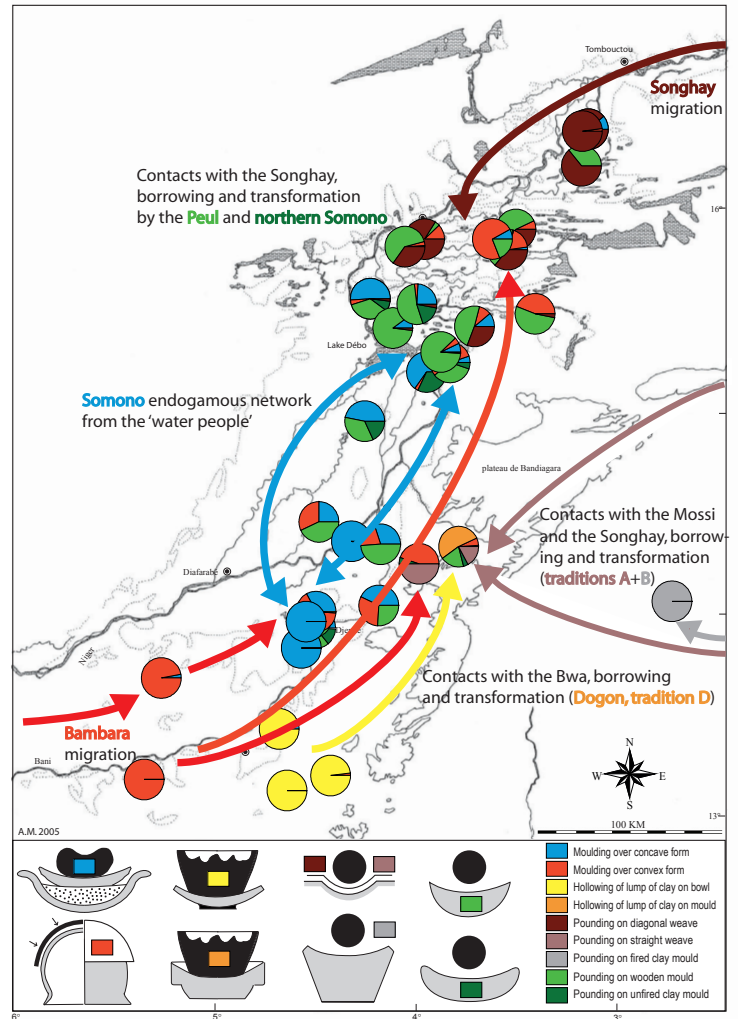 Tombouctou
Songhay
migration
Contacts with the Songhay,
borrowing and transformation
by the Peul and northern Somono
16°
Lake Débo
Somono endogamous network
from the 'water people'
plateau de Bandiagara
Contacts with the Mossi
and the Songhay, borrow-
ing and transformation
(traditions A+B)
Diafarabé
Djenné
Niger
Contacts with the Bwa, borrowing
and transformation (Dogon, tradition D)
Bambara
migration
Bani
N
W E
S
13°
A.M. 2005
100 KM
Moulding over concave form
Moulding over convex form
Hollowing of lump of clay on bowl
Hollowing of lump of clay on mould
Pounding on diagonal weave
Pounding on straight weave
Pounding on fired clay mould
Pounding on wooden mould
Pounding on unfired clay mould
6° 5° 4° 3°